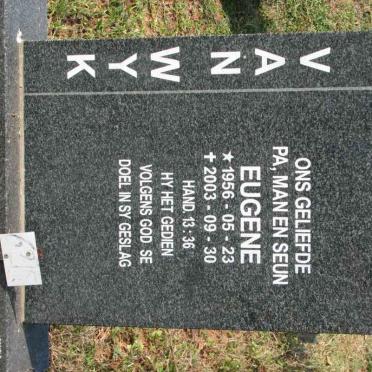 VAN
WYK
ONS GELIEFDE
PA, MAN EN SEUN
EUGENE
★ 1956 - 05 - 23
✝ 2003 - 09 - 30
HAND. 13 : 36
HY HET GEDIEN
VOLGENS GOD SE
DOEL IN SY GESLAG